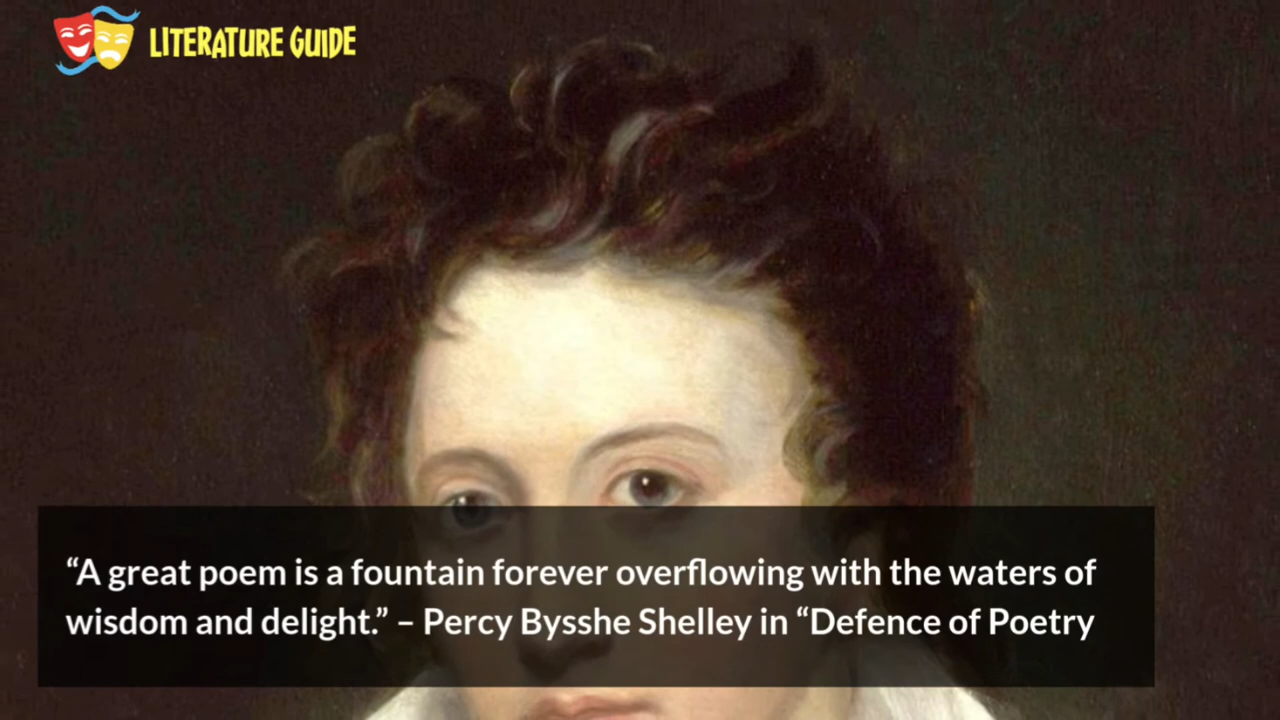 LITERATURE GUIDE
“A great poem is a fountain forever overflowing with the waters of
wisdom and delight.” – Percy Bysshe Shelley in “Defence of Poetry